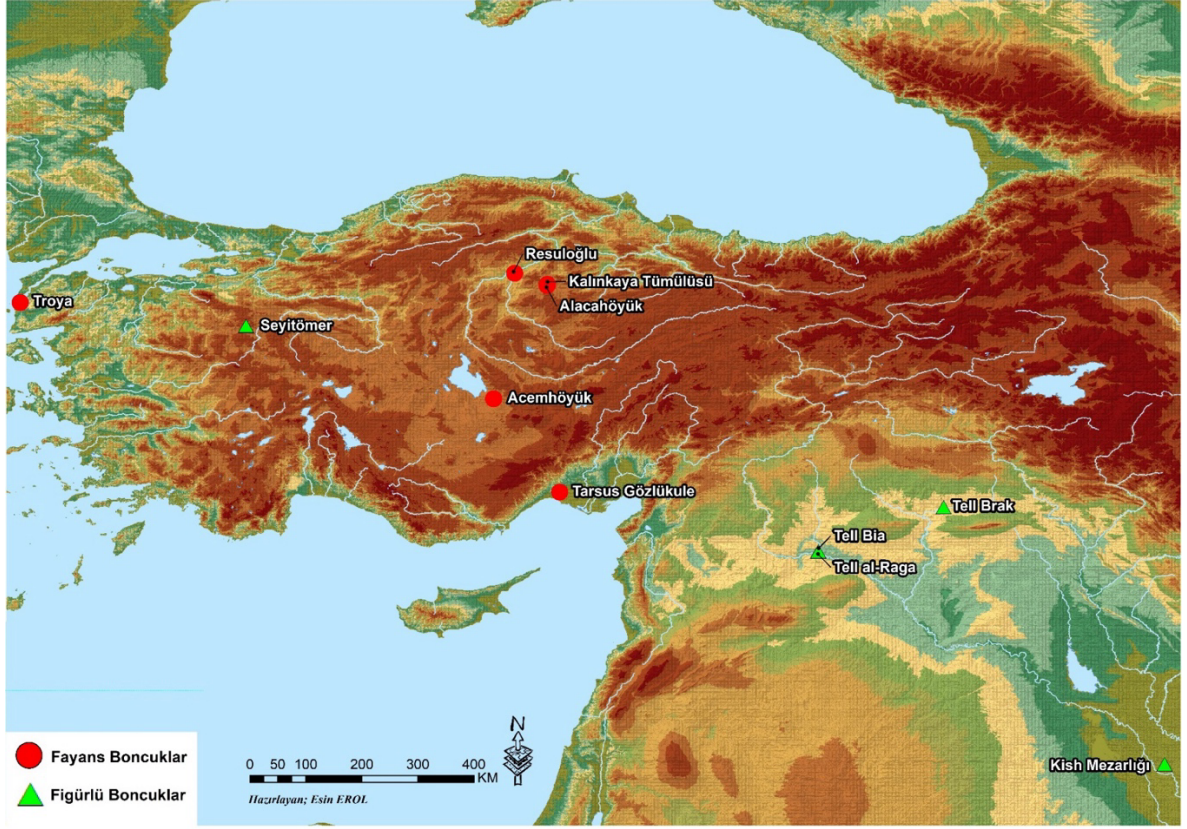 Resuloğlu
Kalınkaya Tümülüsü
Alacahöyük
Troya
Seyitömer
Acemhöyük
Tarsus Gözlükule
Tell Brak
Tell Bia
Tell al-Raga
Kish Mezarlığı
Fayans Boncuklar
Figürlü Boncuklar
N
0 50 100 200 300 400
KM
Hazırlayan; Esin EROL